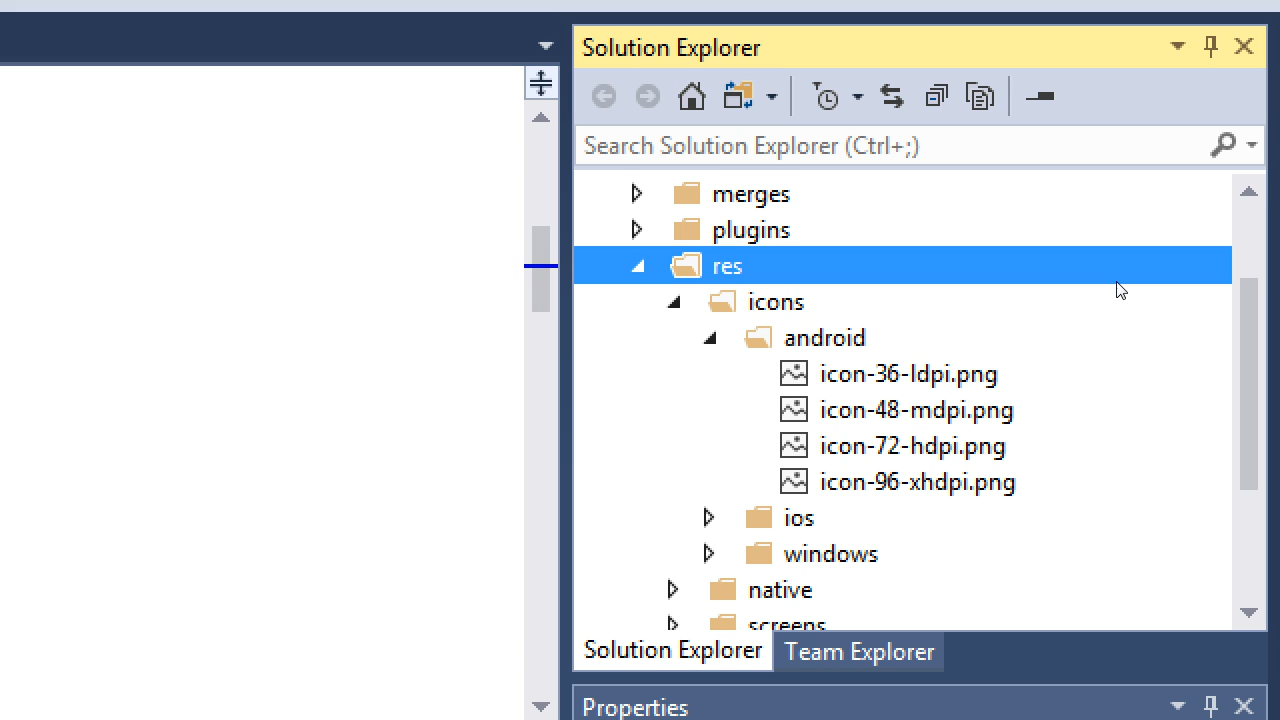 Solution Explorer
Search Solution Explorer (Ctrl+;)
merges
plugins
res
icons
android
icon-36-ldpi.png
icon-48-mdpi.png
icon-72-hdpi.png
icon-96-xhdpi.png
ios
windows
native
screens
Solution Explorer Team Explorer
Properties